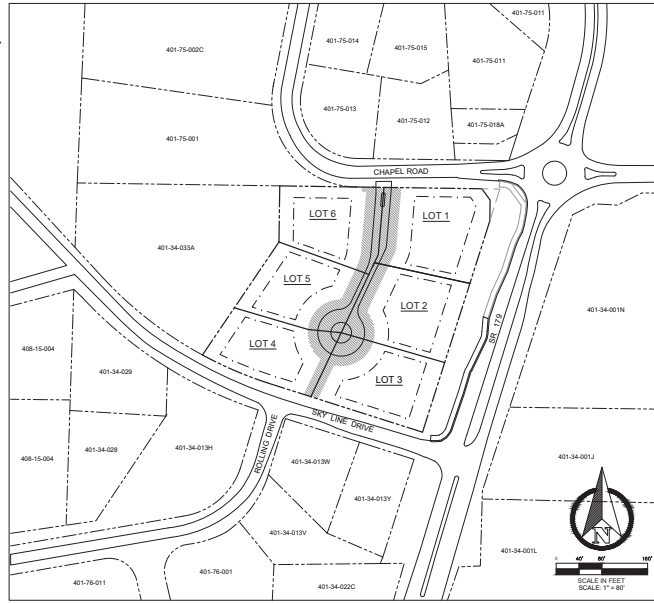 401-75-011
401-75-014
401-75-015
401-75-002C
401-75-011
401-75-013
401-75-012
401-75-018A
401-75-001
CHAPEL ROAD
LOT 6
LOT 1
401-34-033A
LOT 5
LOT 2
401-34-001N
SR 179
LOT 4
LOT 3
408-15-004
401-34-029
SKY LINE DRIVE
ROLLING DRIVE
408-15-004
401-34-028
401-34-013H
401-34-013W
401-34-013Y
401-34-001J
401-34-013V
N
401-34-001L
0 40' 80' 160'
SCALE IN FEET
SCALE: 1" = 80'
401-76-011
401-76-001
401-34-022C